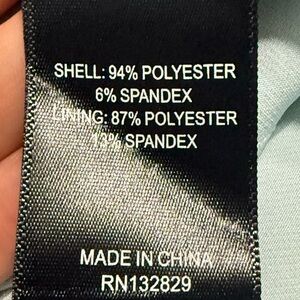 SHELL: 94% POLYESTER
6% SPANDEX
LINING: 87% POLYESTER
13% SPANDEX
MADE IN CHINA
RN132829